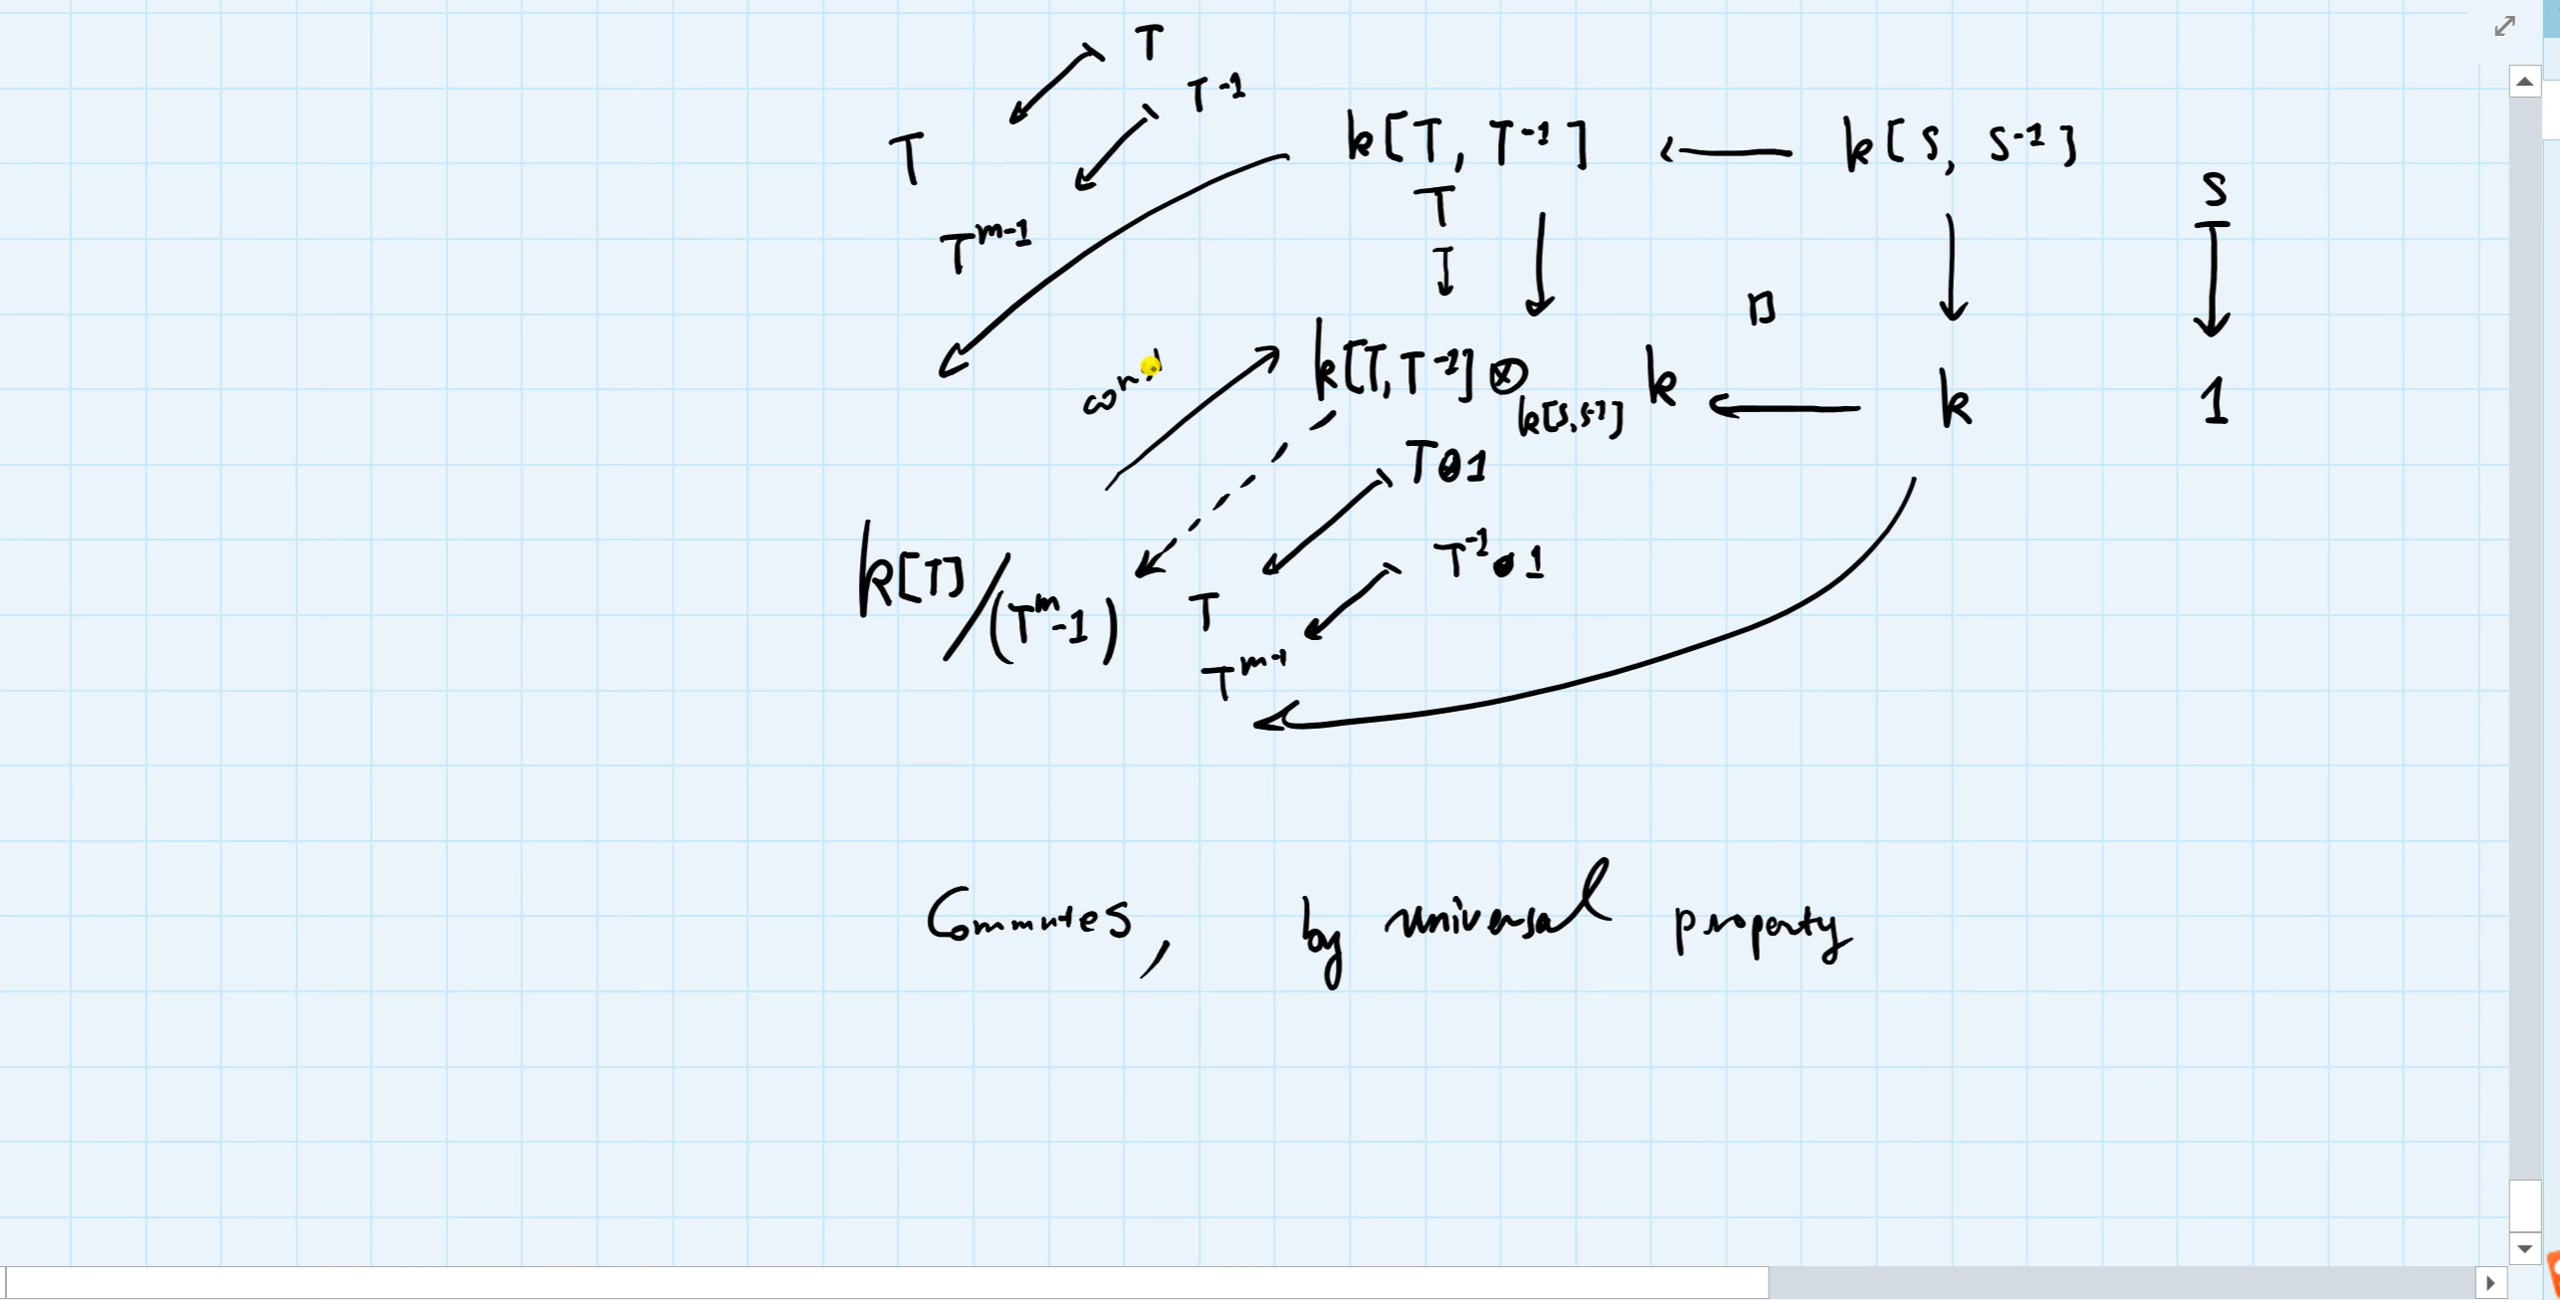 T
T⁻¹
T
k[T, T⁻¹] ← k[S, S⁻¹]
T
S
T^{m-1}
k[T, T⁻¹] ⊗_{k[S,S⁻¹]} k ← k
1
T⊗1
k[T]/(T^m-1)
T⁻¹⊗1
T
T^{m-1}
Commutes, by universal property